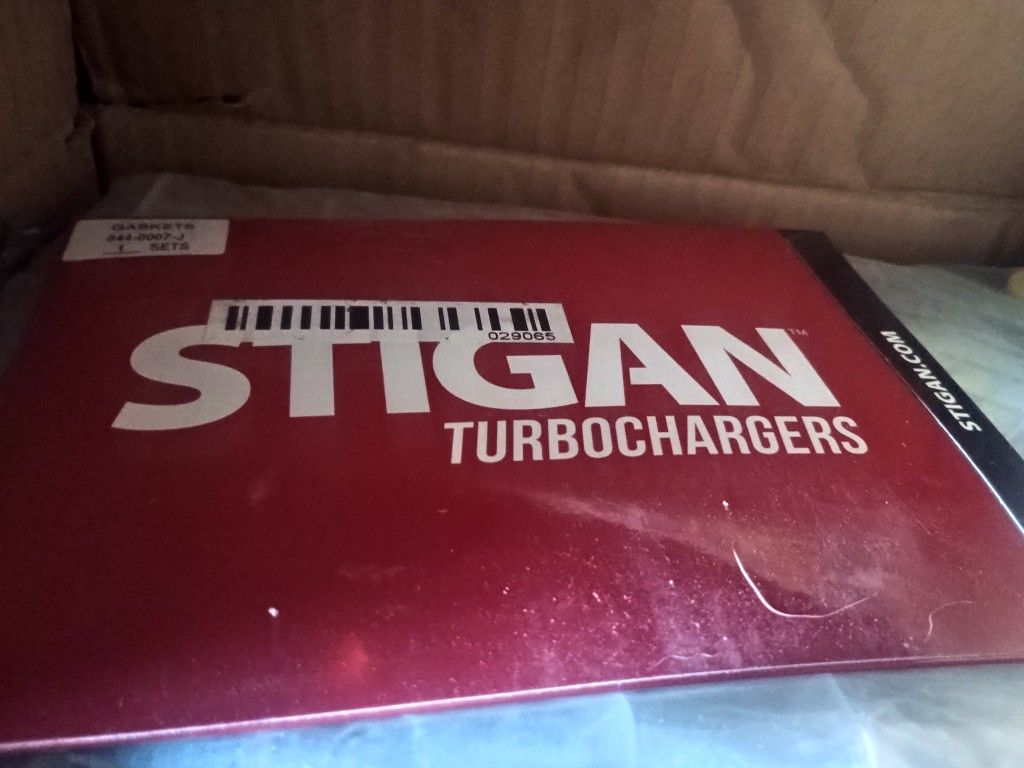 GASKETS
844-0007-J
1 SETS
029065
STIGAN™
TURBOCHARGERS
STIGAN.COM